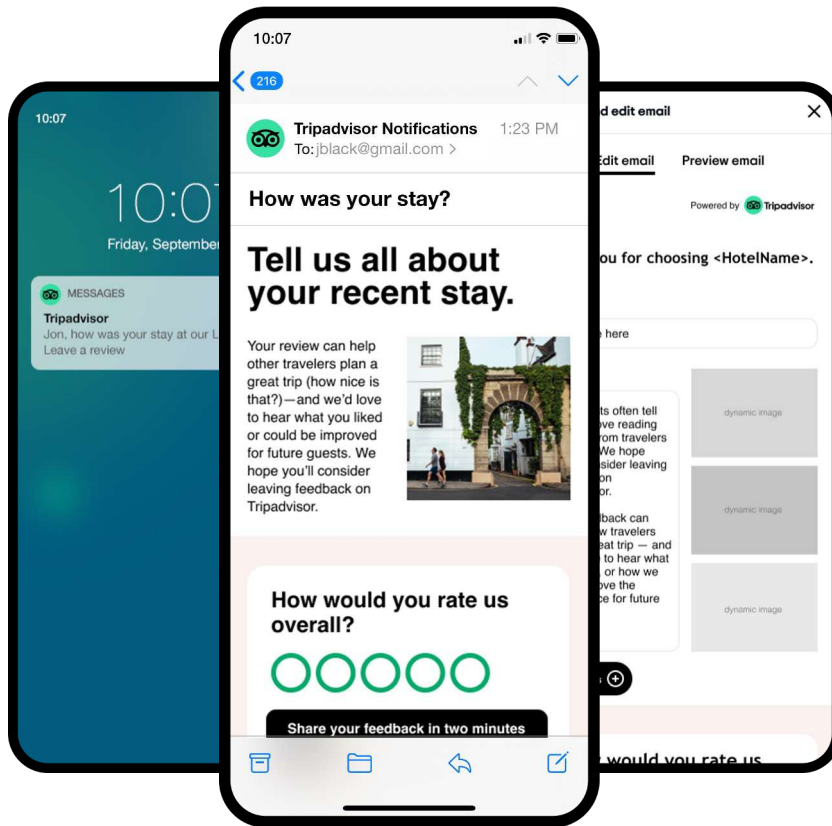 10:07
10:07
Friday, September
MESSAGES
Tripadvisor
Jon, how was your stay at our L
Leave a review
10:07
216
Tripadvisor Notifications 1:23 PM
To: jblack@gmail.com >
How was your stay?
Tell us all about
your recent stay.
Your review can help
other travelers plan a
great trip (how nice is
that?)—and we’d love
to hear what you liked
or could be improved
for future guests. We
hope you’ll consider
leaving feedback on
Tripadvisor.
How would you rate us
overall?
Share your feedback in two minutes
d edit email
Edit email Preview email
Powered by Tripadvisor
ou for choosing <HotelName>.
here
ts often tell
ve reading
rom travelers
We hope
sider leaving
on
or.
back can
w travelers
eat trip — and
to hear what
or how we
ove the
ce for future
dynamic image
dynamic image
dynamic image
would you rate us